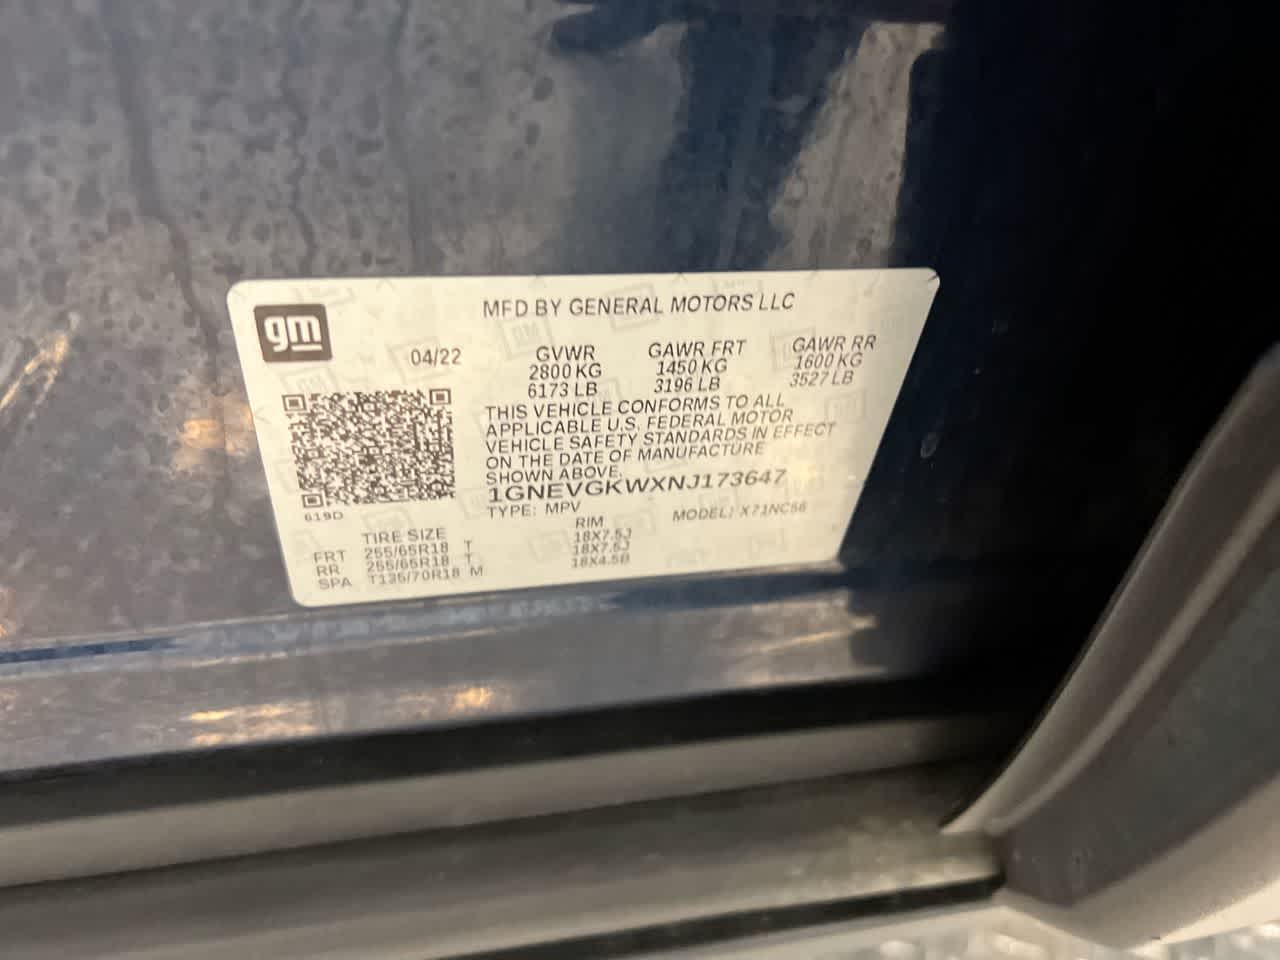 gm
MFD BY GENERAL MOTORS LLC
04/22
GVWR GAWR FRT GAWR RR
2800 KG 1450 KG 1600 KG
6173 LB 3196 LB 3527 LB
THIS VEHICLE CONFORMS TO ALL
APPLICABLE U.S. FEDERAL MOTOR
VEHICLE SAFETY STANDARDS IN EFFECT
ON THE DATE OF MANUFACTURE
SHOWN ABOVE.
1GNEVGKWXNJ173647
TYPE: MPV MODEL: X71NC56
619D
TIRE SIZE RIM
FRT 255/65R18 T 18X7.5J
RR 255/65R18 T 18X7.5J
SPA T135/70R18 M 18X4.5B